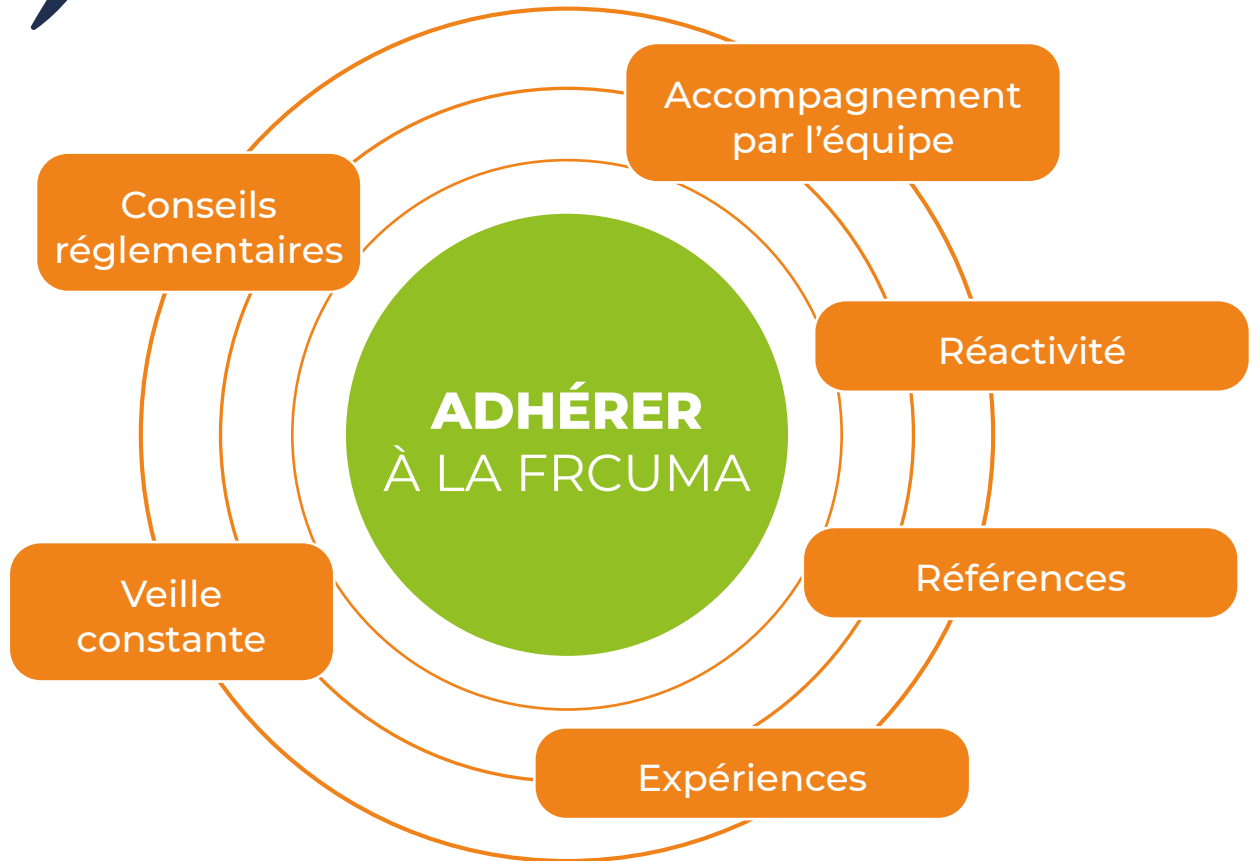 Accompagnement
par l'équipe
Conseils
réglementaires
Réactivité
ADHÉRER
À LA FRCUMA
Références
Veille
constante
Expériences